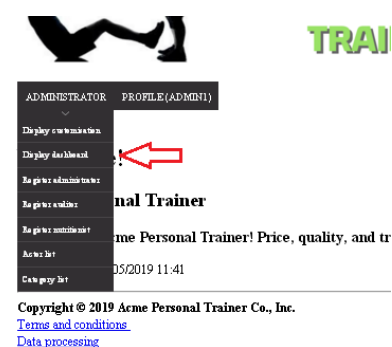 TRAI
ADMINISTRATOR PROFILE(ADMIN1)
Display customisation
Display dashboard
e!
Register administrator
Register auditor
nal Trainer
Register nutritionist
me Personal Trainer! Price, quality, and tr
Actor list
05/2019 11:41
Category list
Copyright © 2019 Acme Personal Trainer Co., Inc.
Terms and conditions
Data processing